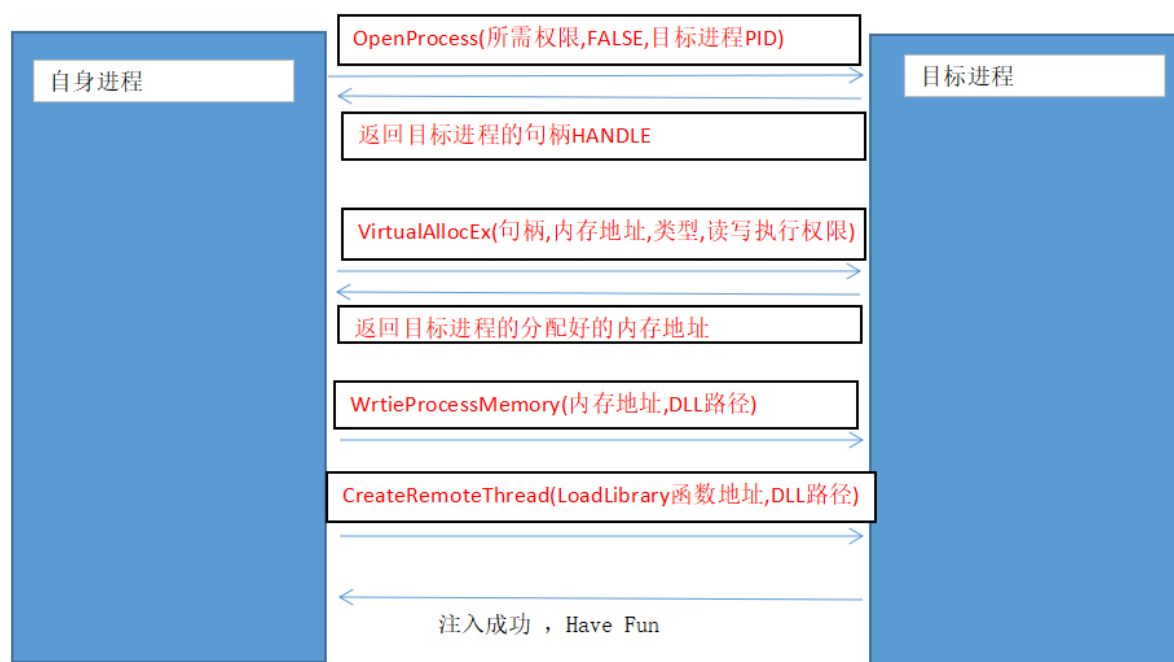 OpenProcess(所需权限,FALSE,目标进程PID)
自身进程
目标进程
返回目标进程的句柄HANDLE
VirtualAllocEx(句柄,内存地址,类型,读写执行权限)
返回目标进程的分配好的内存地址
WrtieProcessMemory(内存地址,DLL路径)
CreateRemoteThread(LoadLibrary函数地址,DLL路径)
注入成功 ，Have Fun